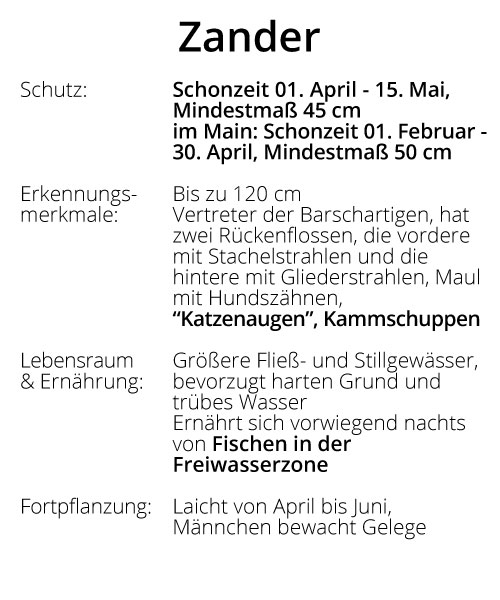 Zander
Schutz: Schonzeit 01. April - 15. Mai,
Mindestmaß 45 cm
im Main: Schonzeit 01. Februar -
30. April, Mindestmaß 50 cm
Erkennungs- Bis zu 120 cm
merkmale: Vertreter der Barschartigen, hat
zwei Rückenflossen, die vordere
mit Stachelstrahlen und die
hintere mit Gliederstrahlen, Maul
mit Hundszähnen,
“Katzenaugen”, Kammschuppen
Lebensraum Größere Fließ- und Stillgewässer,
& Ernährung: bevorzugt harten Grund und
trübes Wasser
Ernährt sich vorwiegend nachts
von Fischen in der
Freiwasserzone
Fortpflanzung: Laicht von April bis Juni,
Männchen bewacht Gelege